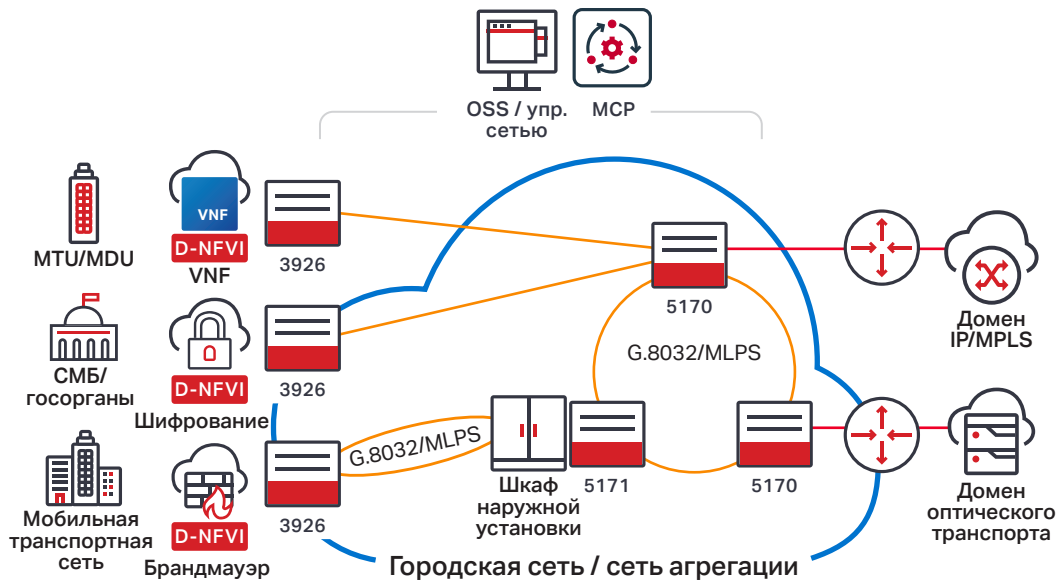 OSS / упр.
сетью
MCP
VNF
D-NFVI
VNF
MTU/MDU
3926
5170
Домен
IP/MPLS
G.8032/MLPS
СМБ/
госорганы
D-NFVI
Шифрование
3926
G.8032/MLPS
Шкаф
наружной
установки
5171
5170
Домен
оптического
транспорта
Мобильная
транспортная
сеть
D-NFVI
Брандмауэр
3926
Городская сеть / сеть агрегации